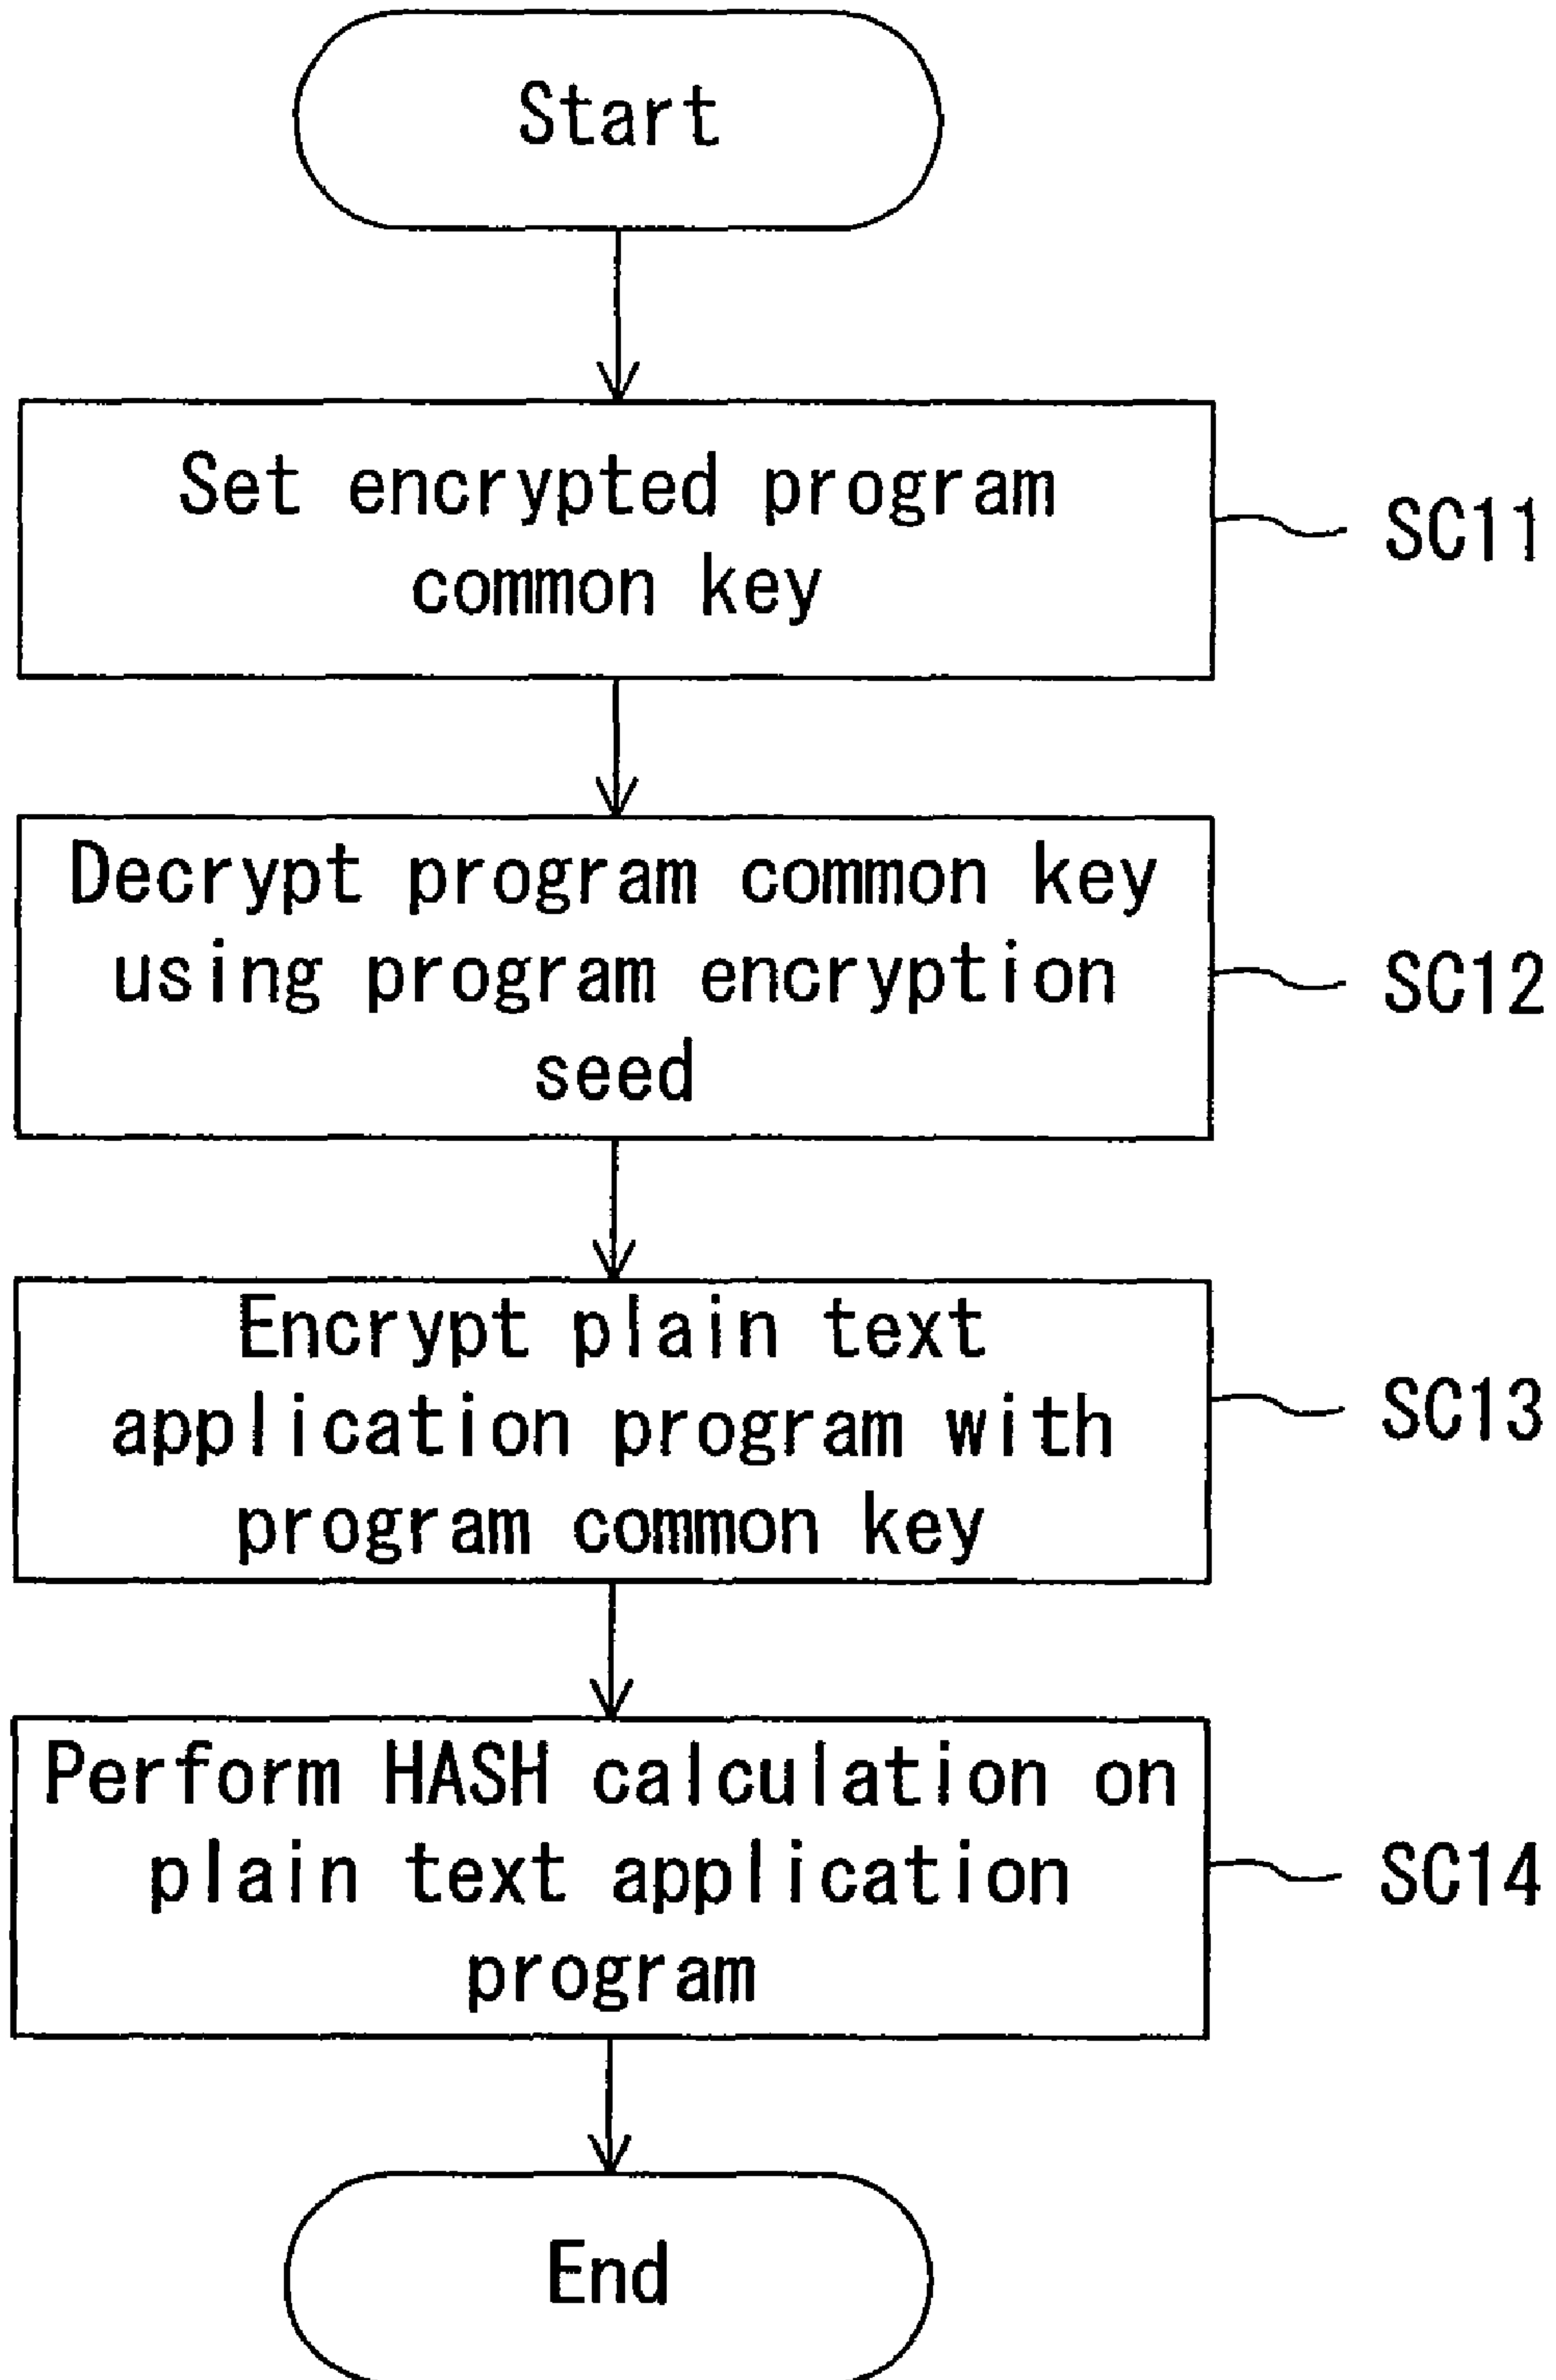 Start
Set encrypted program
common key
SC11
Decrypt program common key
using program encryption
seed
SC12
Encrypt plain text
application program with
program common key
SC13
Perform HASH calculation on
plain text application
program
SC14
End